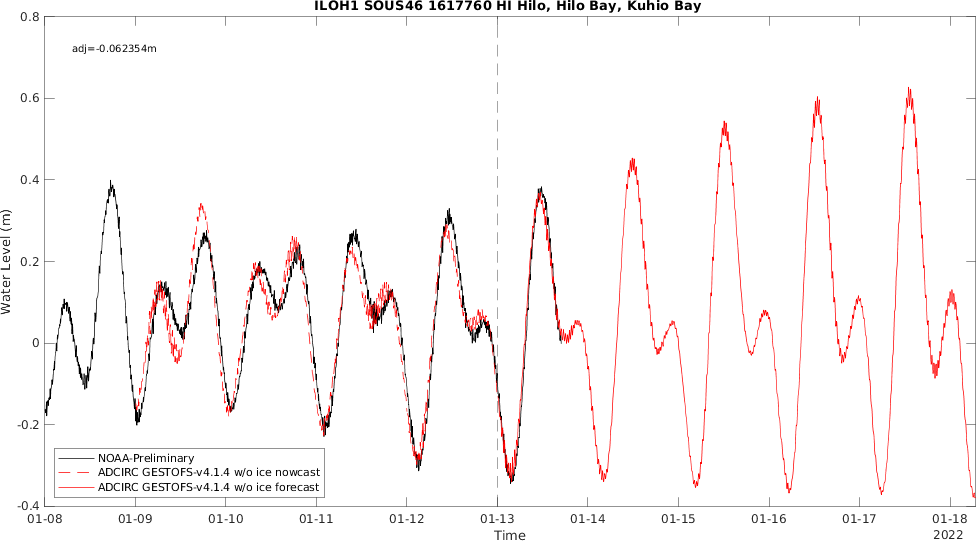 ILOH1 SOUS46 1617760 HI Hilo, Hilo Bay, Kuhio Bay
adj=-0.062354m
Water Level (m)
0.8
0.6
0.4
0.2
0
-0.2
-0.4
NOAA-Preliminary
ADCIRC GESTOFS-v4.1.4 w/o ice nowcast
ADCIRC GESTOFS-v4.1.4 w/o ice forecast
01-08 01-09 01-10 01-11 01-12 01-13 01-14 01-15 01-16 01-17 01-18
Time
2022